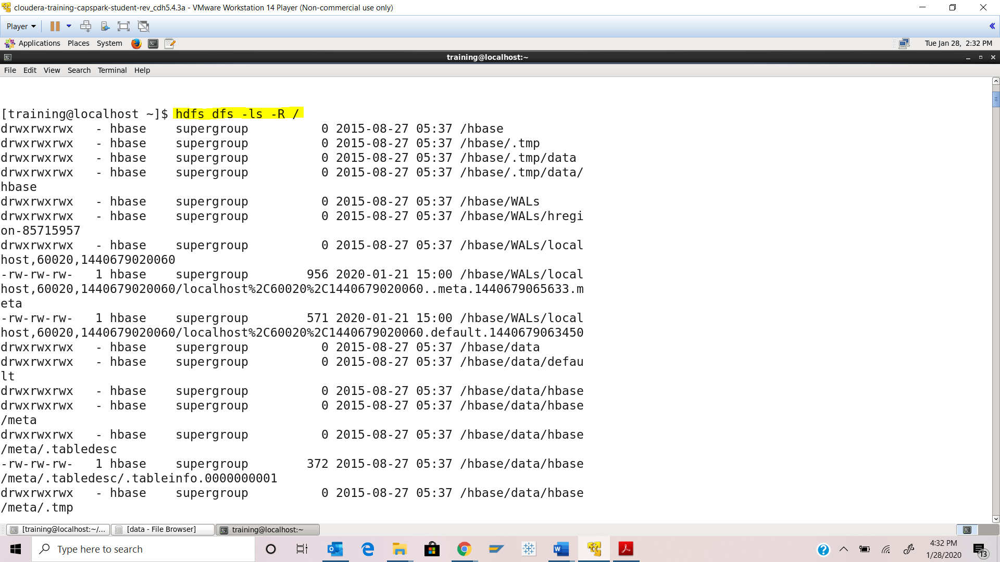 cloudera-training-capspark-student-rev_cdh5.4.3a - VMware Workstation 14 Player (Non-commercial use only)
Player
Applications Places System Tue Jan 28, 2:32 PM
training@localhost:~
File Edit View Search Terminal Help
[training@localhost ~]$ hdfs dfs -ls -R /
drwxrwxrwx   - hbase    supergroup          0 2015-08-27 05:37 /hbase
drwxrwxrwx   - hbase    supergroup          0 2015-08-27 05:37 /hbase/.tmp
drwxrwxrwx   - hbase    supergroup          0 2015-08-27 05:37 /hbase/.tmp/data
drwxrwxrwx   - hbase    supergroup          0 2015-08-27 05:37 /hbase/.tmp/data/
hbase
drwxrwxrwx   - hbase    supergroup          0 2015-08-27 05:37 /hbase/WALs
drwxrwxrwx   - hbase    supergroup          0 2015-08-27 05:37 /hbase/WALs/hregi
on-85715957
drwxrwxrwx   - hbase    supergroup          0 2015-08-27 05:37 /hbase/WALs/local
host,60020,1440679020060
-rw-rw-rw-   1 hbase    supergroup        956 2020-01-21 15:00 /hbase/WALs/local
host,60020,1440679020060/localhost%2C60020%2C1440679020060..meta.1440679065633.m
eta
-rw-rw-rw-   1 hbase    supergroup        571 2020-01-21 15:00 /hbase/WALs/local
host,60020,1440679020060/localhost%2C60020%2C1440679020060.default.1440679063450
drwxrwxrwx   - hbase    supergroup          0 2015-08-27 05:37 /hbase/data
drwxrwxrwx   - hbase    supergroup          0 2015-08-27 05:37 /hbase/data/defau
lt
drwxrwxrwx   - hbase    supergroup          0 2015-08-27 05:37 /hbase/data/hbase
drwxrwxrwx   - hbase    supergroup          0 2015-08-27 05:37 /hbase/data/hbase
/meta
drwxrwxrwx   - hbase    supergroup          0 2015-08-27 05:37 /hbase/data/hbase
/meta/.tabledesc
-rw-rw-rw-   1 hbase    supergroup        372 2015-08-27 05:37 /hbase/data/hbase
/meta/.tabledesc/.tableinfo.0000000001
drwxrwxrwx   - hbase    supergroup          0 2015-08-27 05:37 /hbase/data/hbase
/meta/.tmp
[training@localhost:~/... [data - File Browser] training@localhost:~
Type here to search
4:32 PM
1/28/2020
13